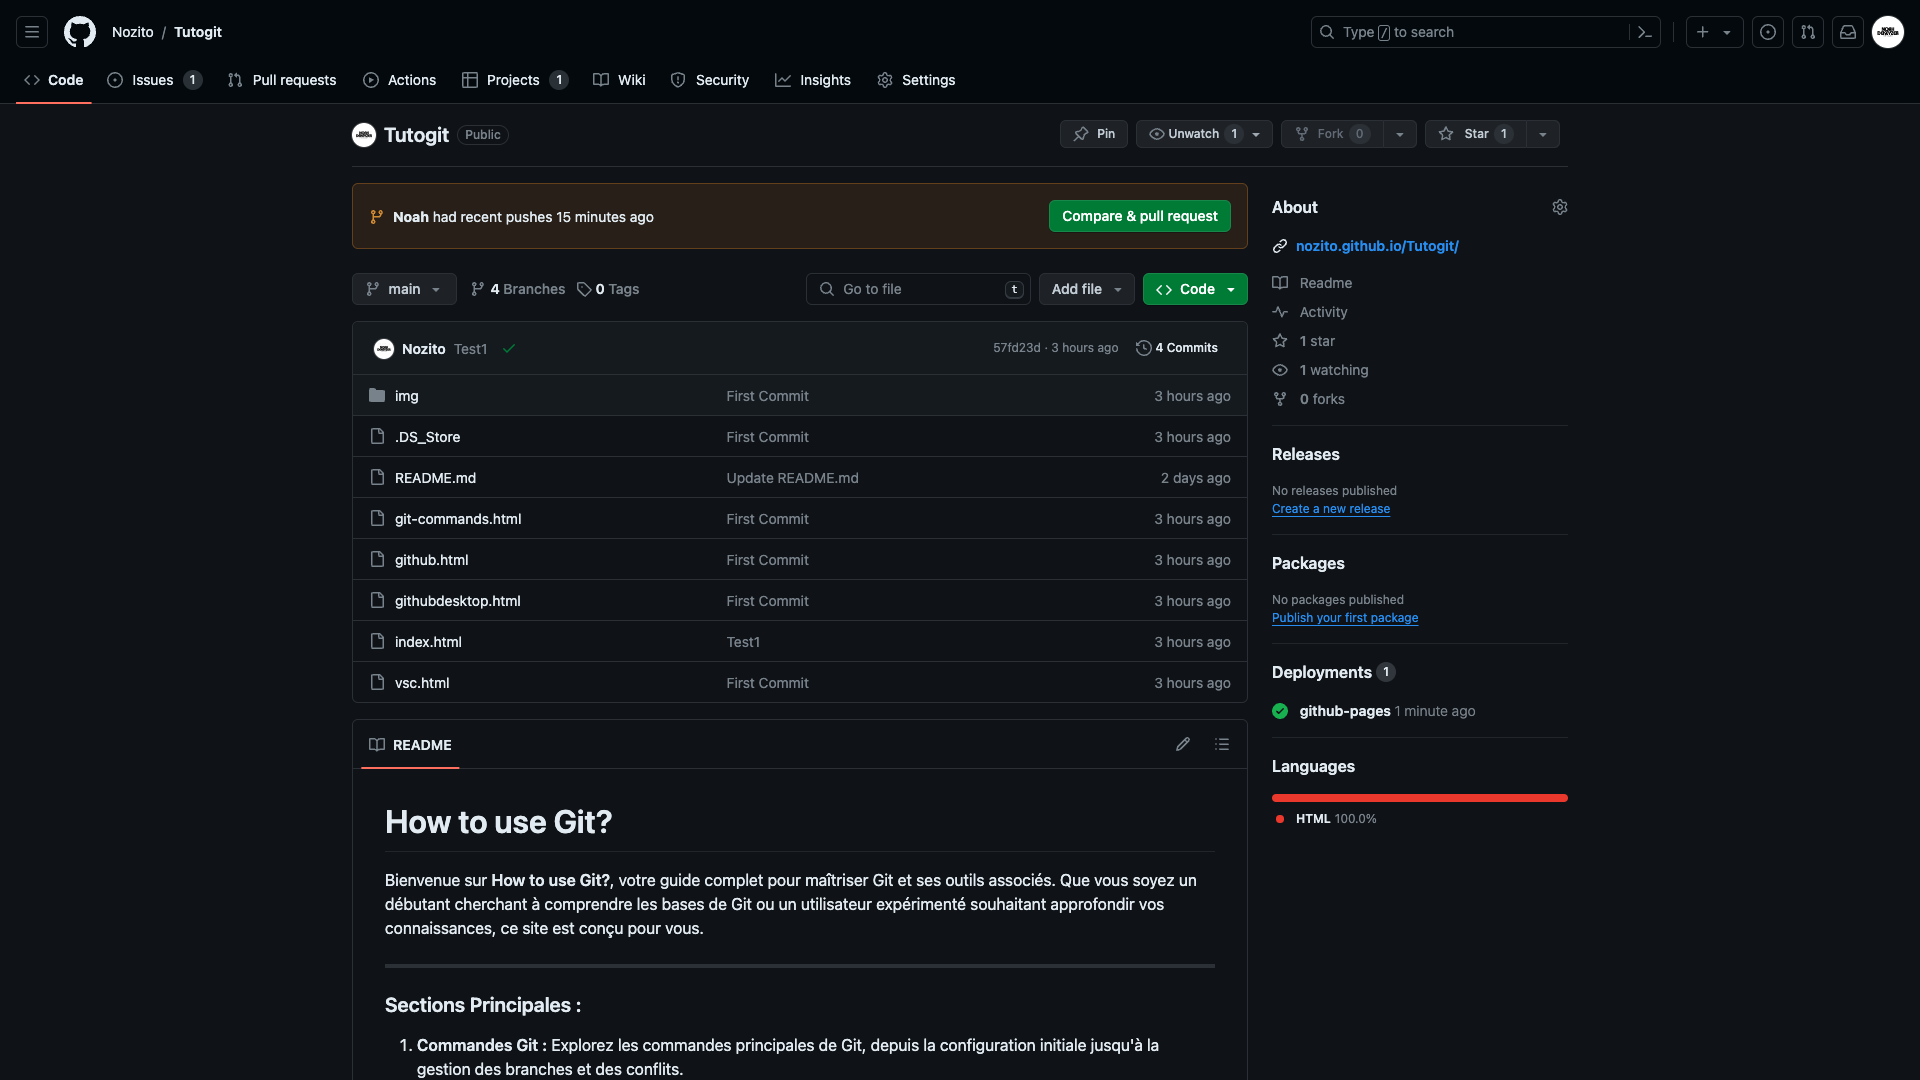 Nozito / Tutogit
Type / to search
Code
Issues 1
Pull requests
Actions
Projects 1
Wiki
Security
Insights
Settings
Tutogit Public
Pin
Unwatch 1
Fork 0
Star 1
Noah had recent pushes 15 minutes ago
Compare & pull request
main
4 Branches
0 Tags
Go to file t
Add file
Code
Nozito Test1
57fd23d · 3 hours ago
4 Commits
img First Commit 3 hours ago
.DS_Store First Commit 3 hours ago
README.md Update README.md 2 days ago
git-commands.html First Commit 3 hours ago
github.html First Commit 3 hours ago
githubdesktop.html First Commit 3 hours ago
index.html Test1 3 hours ago
vsc.html First Commit 3 hours ago
README
How to use Git?
Bienvenue sur How to use Git?, votre guide complet pour maîtriser Git et ses outils associés. Que vous soyez un
débutant cherchant à comprendre les bases de Git ou un utilisateur expérimenté souhaitant approfondir vos
connaissances, ce site est conçu pour vous.
Sections Principales :
1. Commandes Git : Explorez les commandes principales de Git, depuis la configuration initiale jusqu'à la
gestion des branches et des conflits.
About
nozito.github.io/Tutogit/
Readme
Activity
1 star
1 watching
0 forks
Releases
No releases published
Create a new release
Packages
No packages published
Publish your first package
Deployments 1
github-pages 1 minute ago
Languages
HTML 100.0%